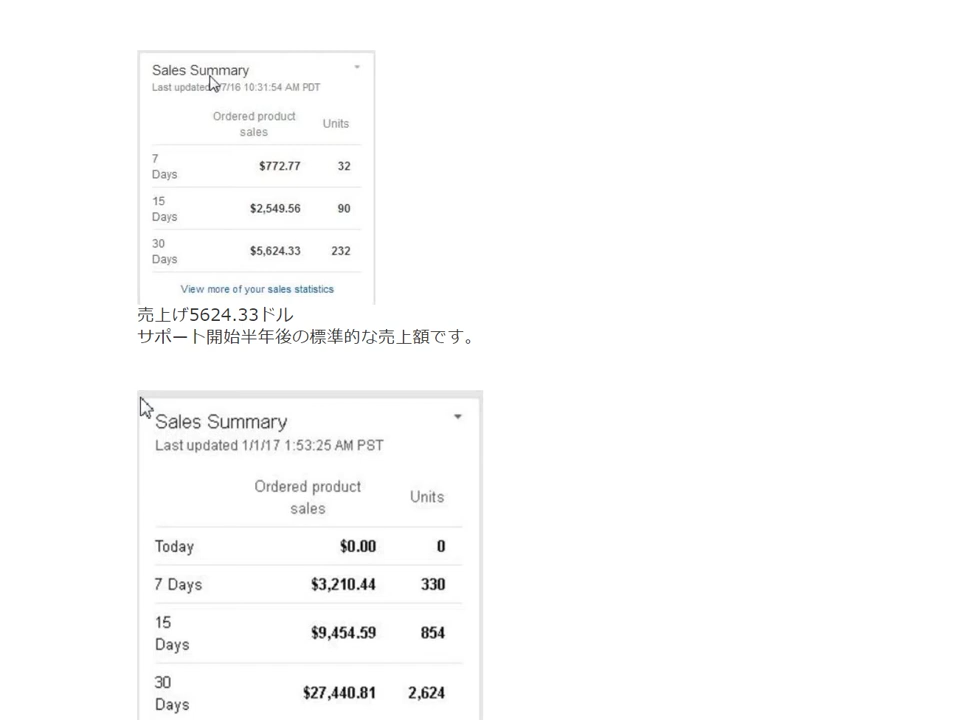 Sales Summary
Last updated 7/16 10:31:54 AM PDT
Ordered product
sales
Units
7
Days
$772.77
32
15
Days
$2,549.56
90
30
Days
$5,624.33
232
View more of your sales statistics
売上げ5624.33ドル
サポート開始半年後の標準的な売上額です。
Sales Summary
Last updated 1/1/17 1:53:25 AM PST
Ordered product
sales
Units
Today $0.00 0
7 Days $3,210.44 330
15
Days
$9,454.59 854
30
Days
$27,440.81 2,624